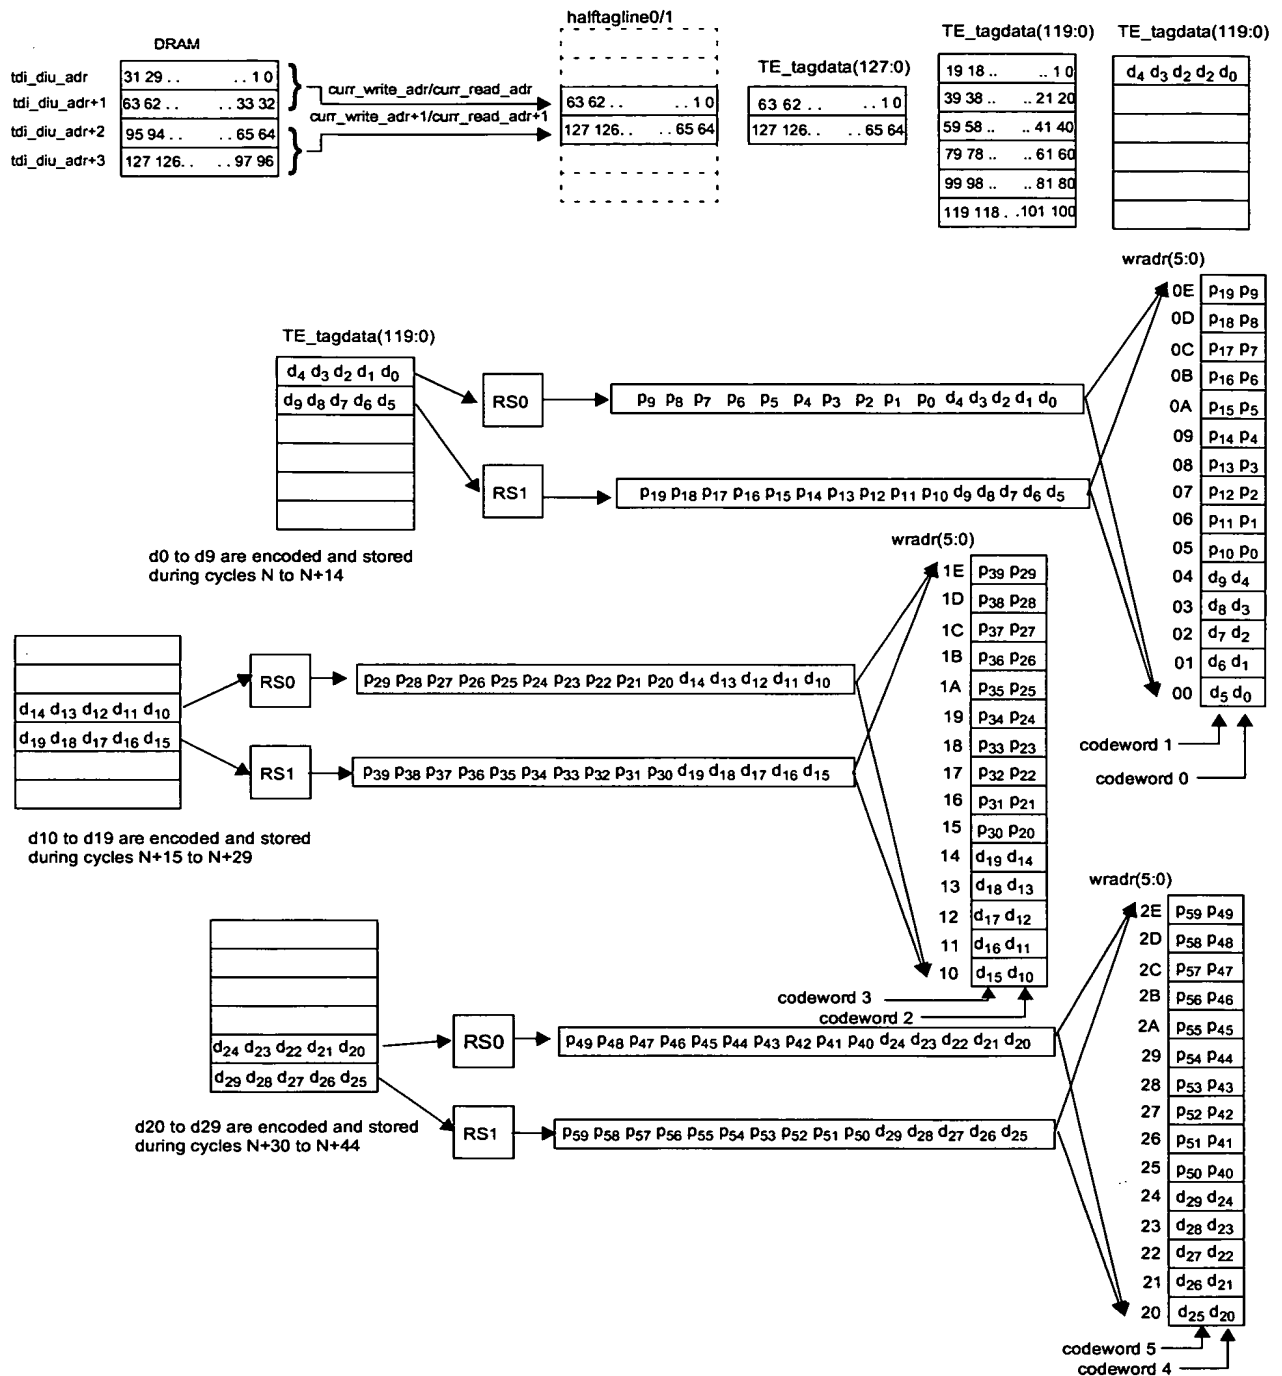 halftagline0/1
DRAM
tdi_diu_adr
31 29 . . . . 1 0
tdi_diu_adr+1
63 62 . . . . 33 32
tdi_diu_adr+2
95 94 . . . . 65 64
tdi_diu_adr+3
127 126. . . . 97 96
curr_write_adr/curr_read_adr
curr_write_adr+1/curr_read_adr+1
63 62 . . . . 1 0
127 126. . . . 65 64
TE_tagdata(127:0)
63 62 . . . . 1 0
127 126. . . . 65 64
TE_tagdata(119:0)
19 18 .. .. 1 0
39 38 .. .. 21 20
59 58 .. .. 41 40
79 78 .. .. 61 60
99 98 .. .. 81 80
119 118 . . .101 100
TE_tagdata(119:0)
d4 d3 d2 d2 d0
TE_tagdata(119:0)
d4 d3 d2 d1 d0
d9 d8 d7 d6 d5
RS0
p9 p8 p7 p6 p5 p4 p3 p2 p1 p0 d4 d3 d2 d1 d0
RS1
p19 p18 p17 p16 p15 p14 p13 p12 p11 p10 d9 d8 d7 d6 d5
d0 to d9 are encoded and stored
during cycles N to N+14
wradr(5:0)
0E p19 p9
0D p18 p8
0C p17 p7
0B p16 p6
0A p15 p5
09 p14 p4
08 p13 p3
07 p12 p2
06 p11 p1
05 p10 p0
04 d9 d4
03 d8 d3
02 d7 d2
01 d6 d1
00 d5 d0
codeword 1
codeword 0
d14 d13 d12 d11 d10
d19 d18 d17 d16 d15
RS0
p29 p28 p27 p26 p25 p24 p23 p22 p21 p20 d14 d13 d12 d11 d10
RS1
p39 p38 p37 p36 p35 p34 p33 p32 p31 p30 d19 d18 d17 d16 d15
d10 to d19 are encoded and stored
during cycles N+15 to N+29
wradr(5:0)
1E p39 p29
1D p38 p28
1C p37 p27
1B p36 p26
1A p35 p25
19 p34 p24
18 p33 p23
17 p32 p22
16 p31 p21
15 p30 p20
14 d19 d14
13 d18 d13
12 d17 d12
11 d16 d11
10 d15 d10
codeword 3
codeword 2
d24 d23 d22 d21 d20
d29 d28 d27 d26 d25
RS0
p49 p48 p47 p46 p45 p44 p43 p42 p41 p40 d24 d23 d22 d21 d20
RS1
p59 p58 p57 p56 p55 p54 p53 p52 p51 p50 d29 d28 d27 d26 d25
d20 to d29 are encoded and stored
during cycles N+30 to N+44
wradr(5:0)
2E p59 p49
2D p58 p48
2C p57 p47
2B p56 p46
2A p55 p45
29 p54 p44
28 p53 p43
27 p52 p42
26 p51 p41
25 p50 p40
24 d29 d24
23 d28 d23
22 d27 d22
21 d26 d21
20 d25 d20
codeword 5
codeword 4